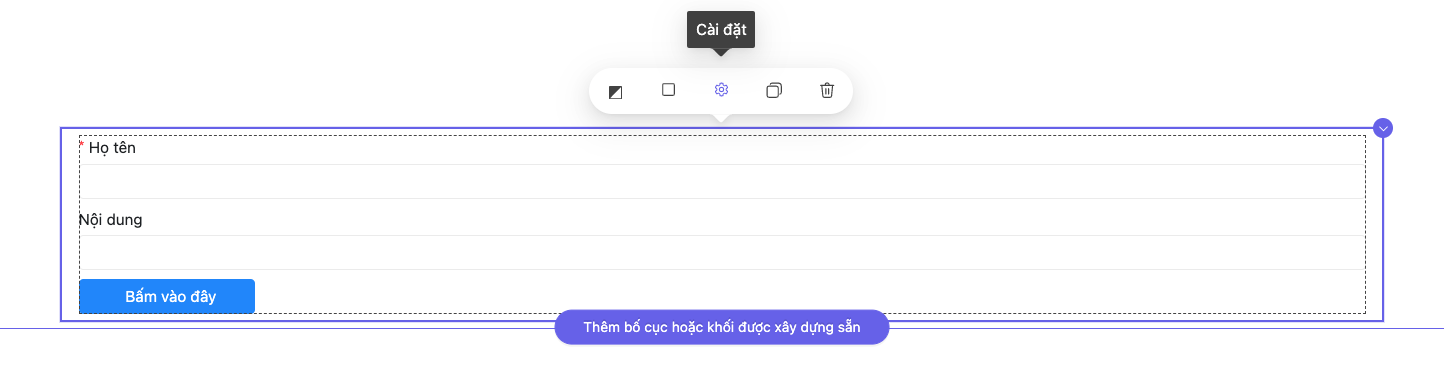 Cài đặt
* Họ tên
Nội dung
Bấm vào đây
Thêm bố cục hoặc khối được xây dựng sẵn